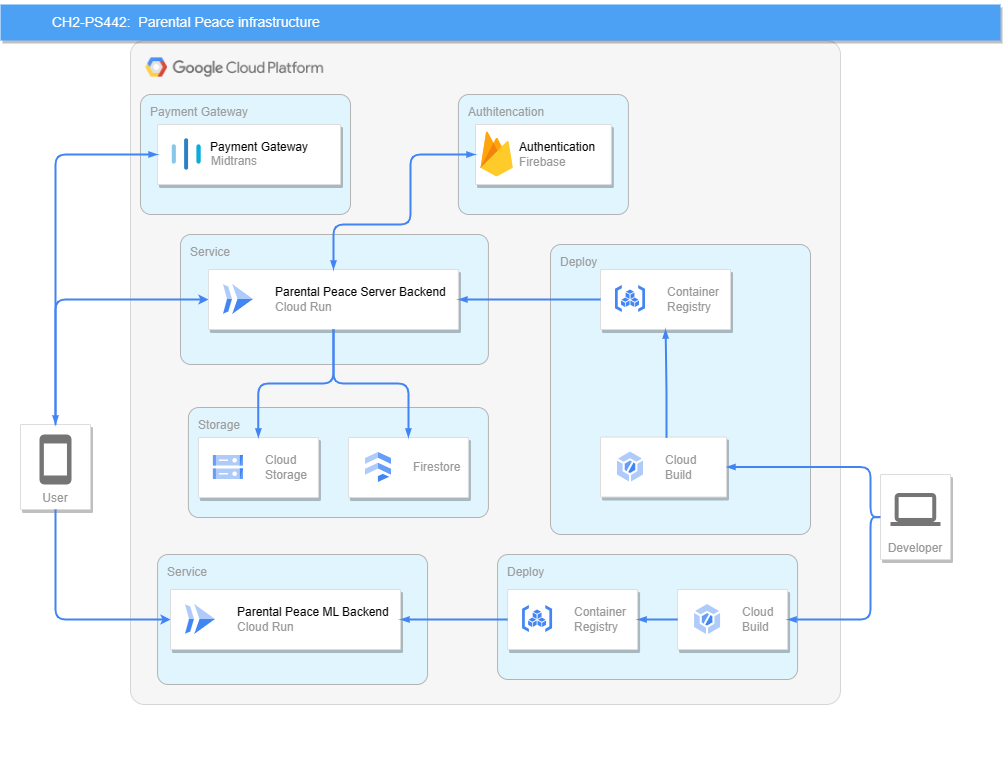 CH2-PS442: Parental Peace infrastructure
Google Cloud Platform
Payment Gateway
Payment Gateway
Midtrans
Authitencation
Authentication
Firebase
Service
Parental Peace Server Backend
Cloud Run
Deploy
Container
Registry
Storage
Cloud
Storage
Firestore
Cloud
Build
User
Developer
Service
Parental Peace ML Backend
Cloud Run
Deploy
Container
Registry
Cloud
Build